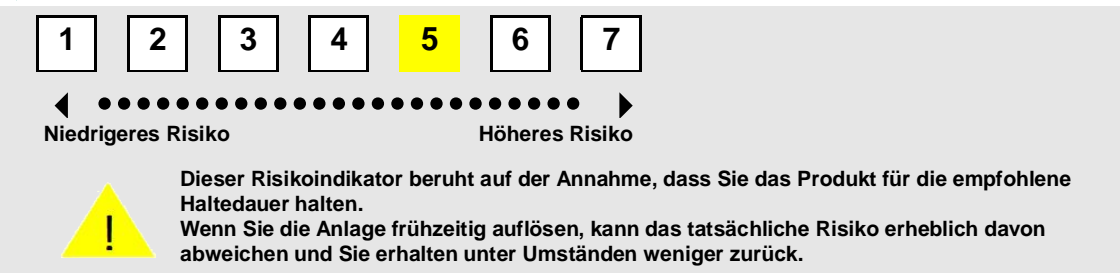 1 2 3 4 5 6 7
Niedrigeres Risiko Höheres Risiko
!
Dieser Risikoindikator beruht auf der Annahme, dass Sie das Produkt für die empfohlene
Haltedauer halten.
Wenn Sie die Anlage frühzeitig auflösen, kann das tatsächliche Risiko erheblich davon
abweichen und Sie erhalten unter Umständen weniger zurück.